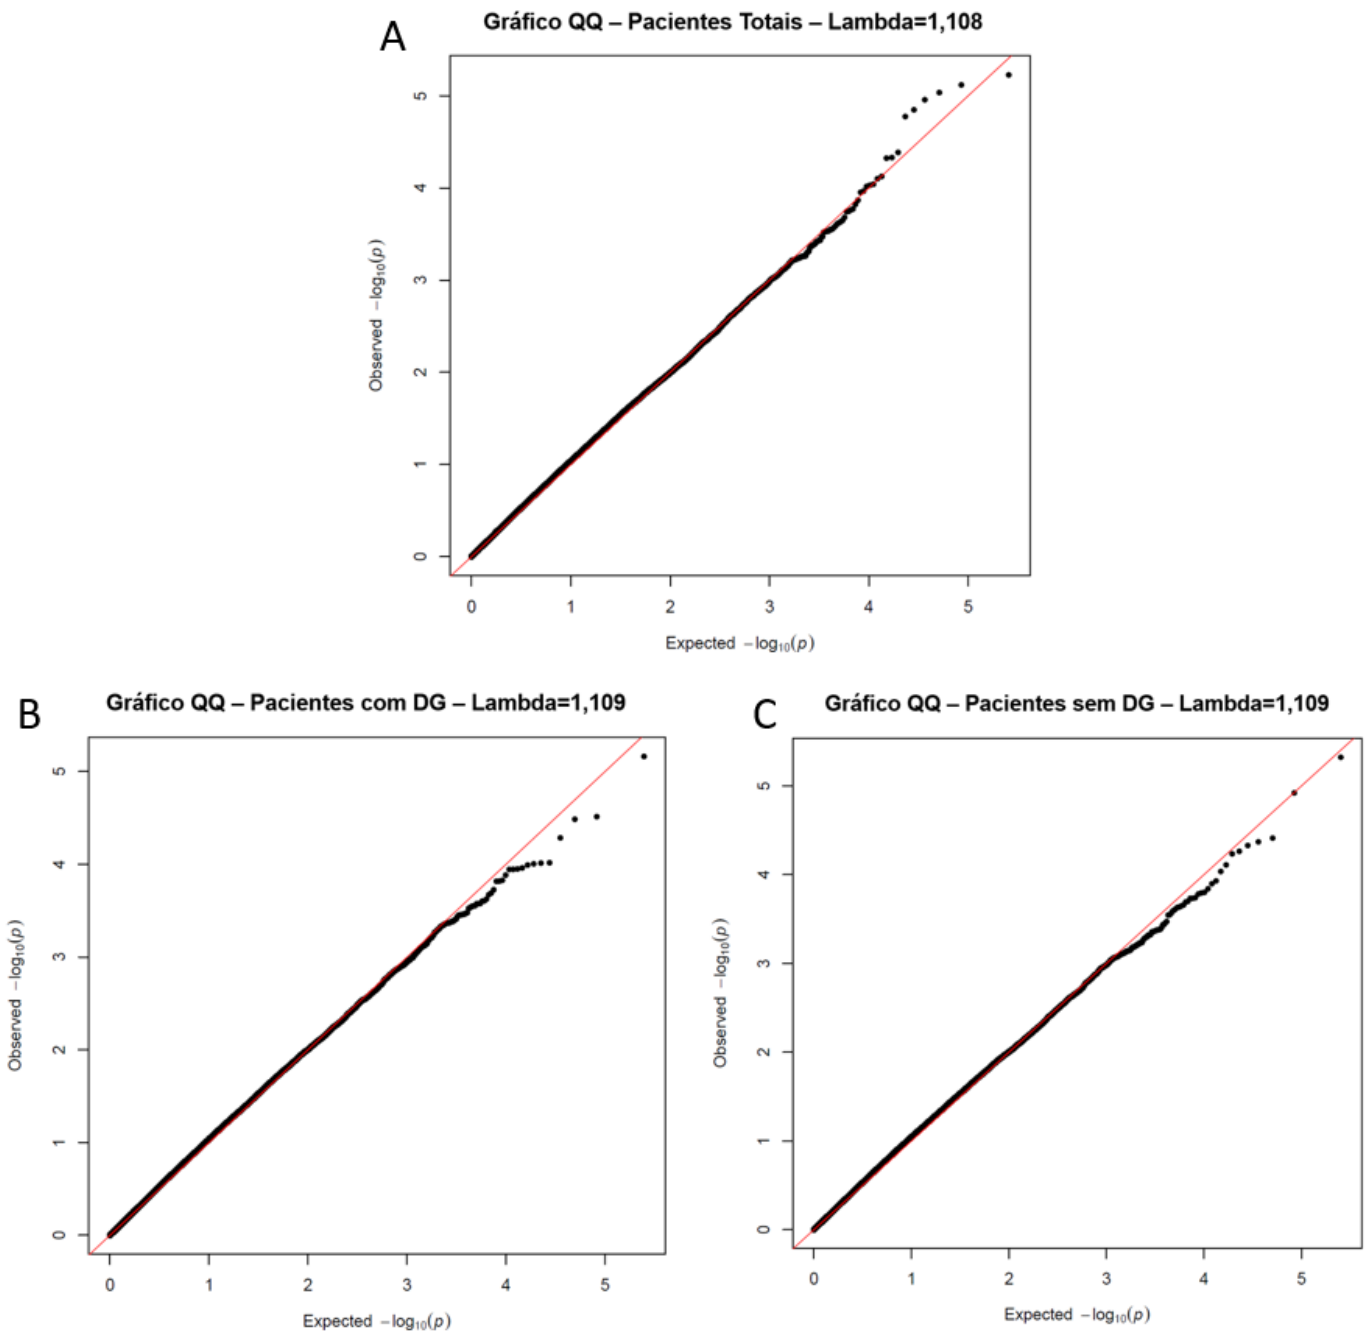 A
Gráfico QQ – Pacientes Totais – Lambda=1,108
5
4
3
2
1
0
Observed −log10(p)
0 1 2 3 4 5
Expected −log10(p)
B
Gráfico QQ – Pacientes com DG – Lambda=1,109
5
4
3
2
1
0
Observed −log10(p)
0 1 2 3 4 5
Expected −log10(p)
C
Gráfico QQ – Pacientes sem DG – Lambda=1,109
5
4
3
2
1
0
Observed −log10(p)
0 1 2 3 4 5
Expected −log10(p)